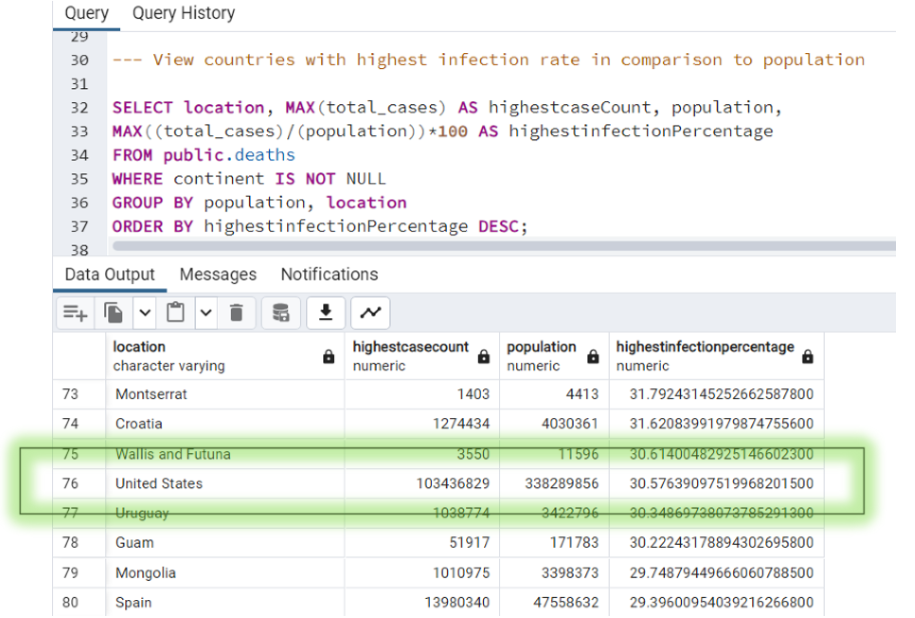 Query Query History
29
30 --- View countries with highest infection rate in comparison to population
31
32 SELECT location, MAX(total_cases) AS highestcaseCount, population,
33 MAX((total_cases)/(population))*100 AS highestinfectionPercentage
34 FROM public.deaths
35 WHERE continent IS NOT NULL
36 GROUP BY population, location
37 ORDER BY highestinfectionPercentage DESC;
38
Data Output Messages Notifications
location highestcasecount population highestinfectionpercentage
character varying numeric numeric numeric
73 Montserrat 1403 4413 31.79243145252662587800
74 Croatia 1274434 4030361 31.62083991979874755600
75 Wallis and Futuna 3550 11596 30.61400482925146602300
76 United States 103436829 338289856 30.57639097519968201500
77 Uruguay 1038774 3422796 30.34869738073785291300
78 Guam 51917 171783 30.22243178894302695800
79 Mongolia 1010975 3398373 29.74879449666060788500
80 Spain 13980340 47558632 29.39600954039216266800